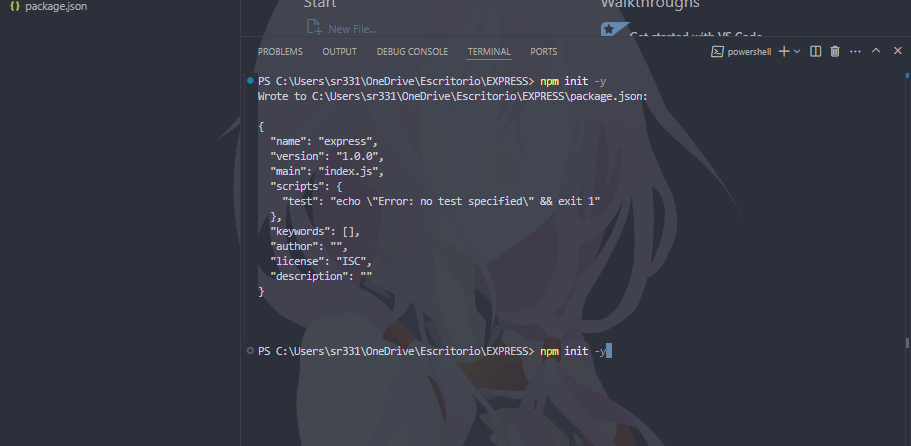 {} package.json
Start
Walkthroughs
New File...
Get started with VS Code
PROBLEMS OUTPUT DEBUG CONSOLE TERMINAL PORTS
powershell
PS C:\Users\sr331\OneDrive\Escritorio\EXPRESS> npm init -y
Wrote to C:\Users\sr331\OneDrive\Escritorio\EXPRESS\package.json:
{
"name": "express",
"version": "1.0.0",
"main": "index.js",
"scripts": {
"test": "echo \"Error: no test specified\" && exit 1"
},
"keywords": [],
"author": "",
"license": "ISC",
"description": ""
}
PS C:\Users\sr331\OneDrive\Escritorio\EXPRESS> npm init -y